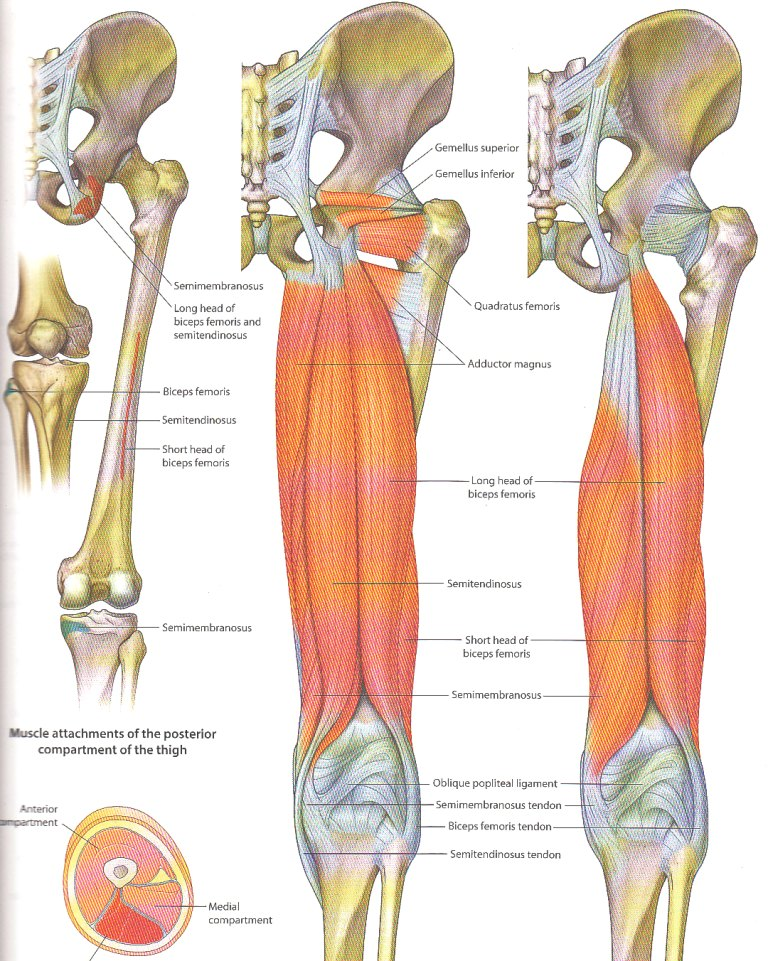 Gemellus superior
Gemellus inferior
Semimembranosus
Long head of
biceps femoris and
semitendinosus
Quadratus femoris
Adductor magnus
Biceps femoris
Semitendinosus
Short head of
biceps femoris
Long head of
biceps femoris
Semitendinosus
Semimembranosus
Short head of
biceps femoris
Semimembranosus
Muscle attachments of the posterior
compartment of the thigh
Oblique popliteal ligament
Semimembranosus tendon
Biceps femoris tendon
Semitendinosus tendon
Anterior
ompartment
Medial
compartment